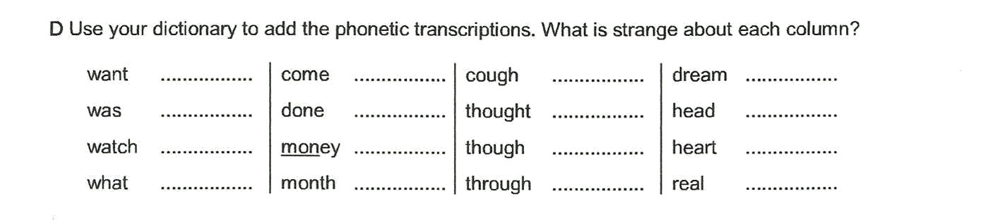 D Use your dictionary to add the phonetic transcriptions. What is strange about each column?
want ................. come ................. cough ................. dream .................
was ................. done ................. thought ................. head .................
watch ................. money ................. though ................. heart .................
what ................. month ................. through ................. real .................